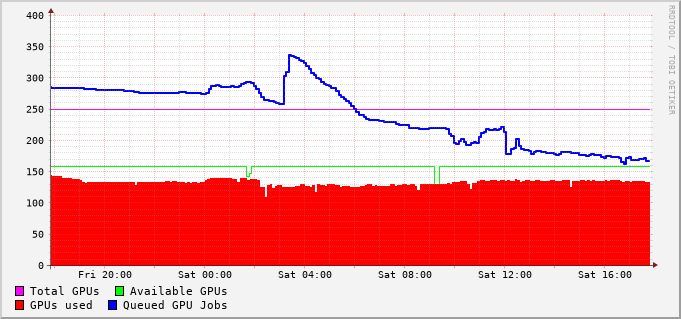 400
350
300
250
200
150
100
50
0
Fri 20:00 Sat 00:00 Sat 04:00 Sat 08:00 Sat 12:00 Sat 16:00
Total GPUs Available GPUs
GPUs used Queued GPU Jobs
RRDTOOL / TOBI OETIKER